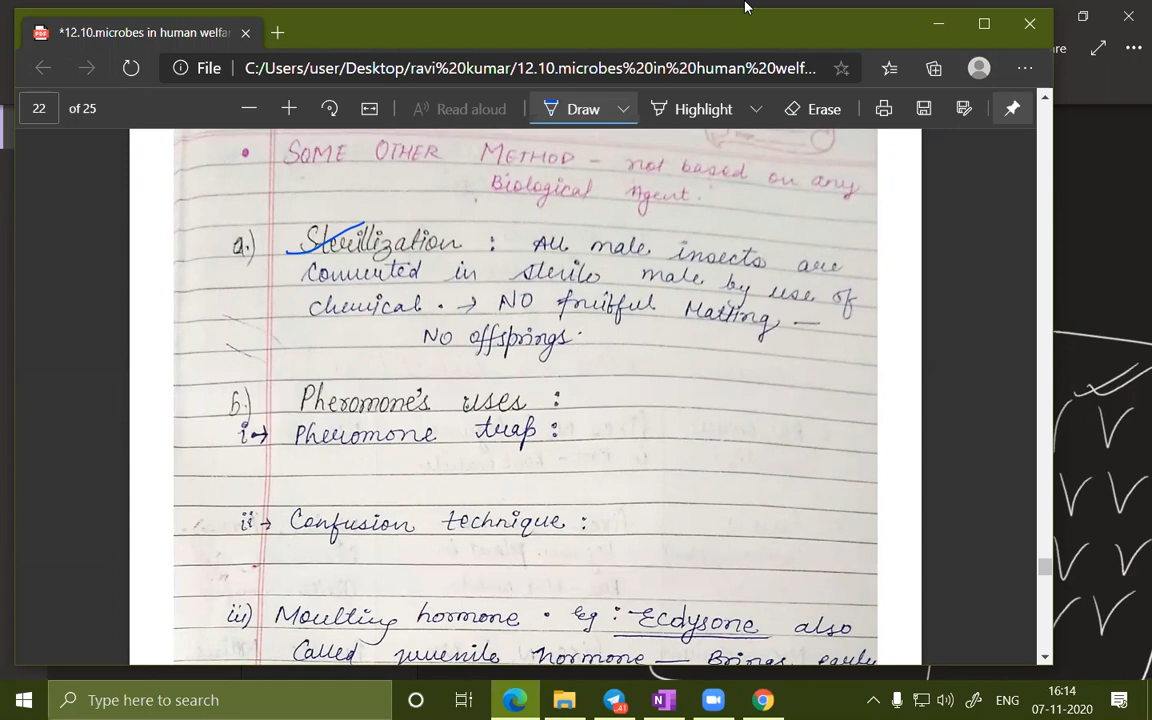 *12.10.microbes in human welfa
re
File C:/Users/user/Desktop/ravi%20kumar/12.10.microbes%20in%20human%20welf...
22 of 25 Read aloud Draw Highlight Erase
• SOME OTHER METHOD - not based on any
Biological Agent.
a.) Sterillization : All male insects are
Converted in sterile male by use of
chemical. → NO fruitful Matting —
NO offsprings.
b.) Pheromone's uses :
i→ Pheromone trap :
ii→ Confusion technique :
iii) Moulting hormone • eg : Ecdysone also
Called juvenile hormone — Brings early
Type here to search
41
ENG
16:14
07-11-2020